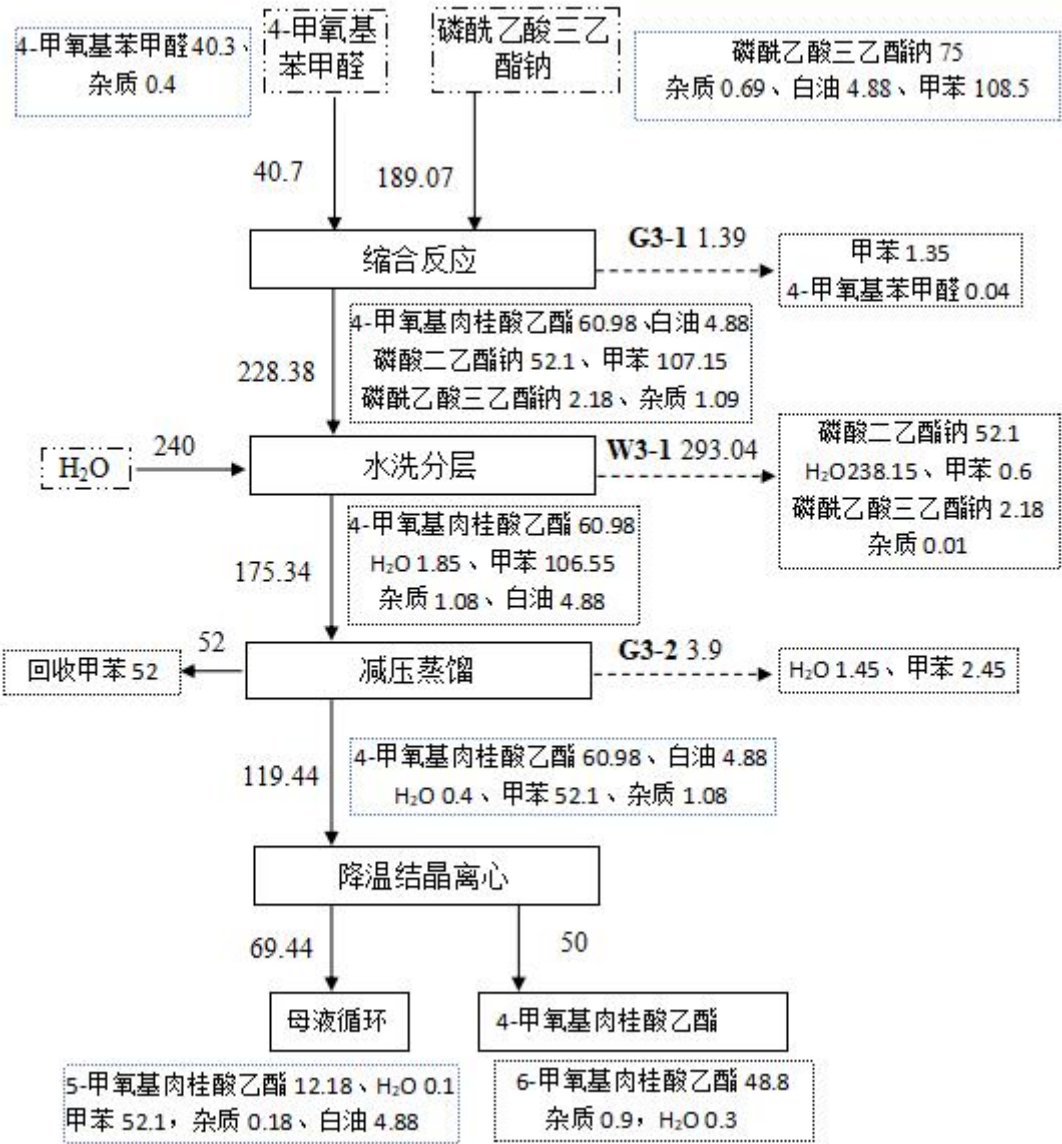 4-甲氧基苯甲醛 40.3、
杂质 0.4
4-甲氧基
苯甲醛
磷酰乙酸三乙
酯钠
磷酰乙酸三乙酯钠 75
杂质 0.69、白油 4.88、甲苯 108.5
40.7
189.07
缩合反应
G3-1 1.39
甲苯 1.35
4-甲氧基苯甲醛 0.04
228.38
4-甲氧基肉桂酸乙酯 60.98、白油 4.88
磷酸二乙酯钠 52.1、甲苯 107.15
磷酰乙酸三乙酯钠 2.18、杂质 1.09
H₂O
240
水洗分层
W3-1 293.04
磷酸二乙酯钠 52.1
H₂O238.15、甲苯 0.6
磷酰乙酸三乙酯钠 2.18
杂质 0.01
175.34
4-甲氧基肉桂酸乙酯 60.98
H₂O 1.85、甲苯 106.55
杂质 1.08、白油 4.88
回收甲苯 52
52
减压蒸馏
G3-2 3.9
H₂O 1.45、甲苯 2.45
119.44
4-甲氧基肉桂酸乙酯 60.98、白油 4.88
H₂O 0.4、甲苯 52.1、杂质 1.08
降温结晶离心
69.44
50
母液循环
4-甲氧基肉桂酸乙酯
5-甲氧基肉桂酸乙酯 12.18、H₂O 0.1
甲苯 52.1，杂质 0.18、白油 4.88
6-甲氧基肉桂酸乙酯 48.8
杂质 0.9，H₂O 0.3